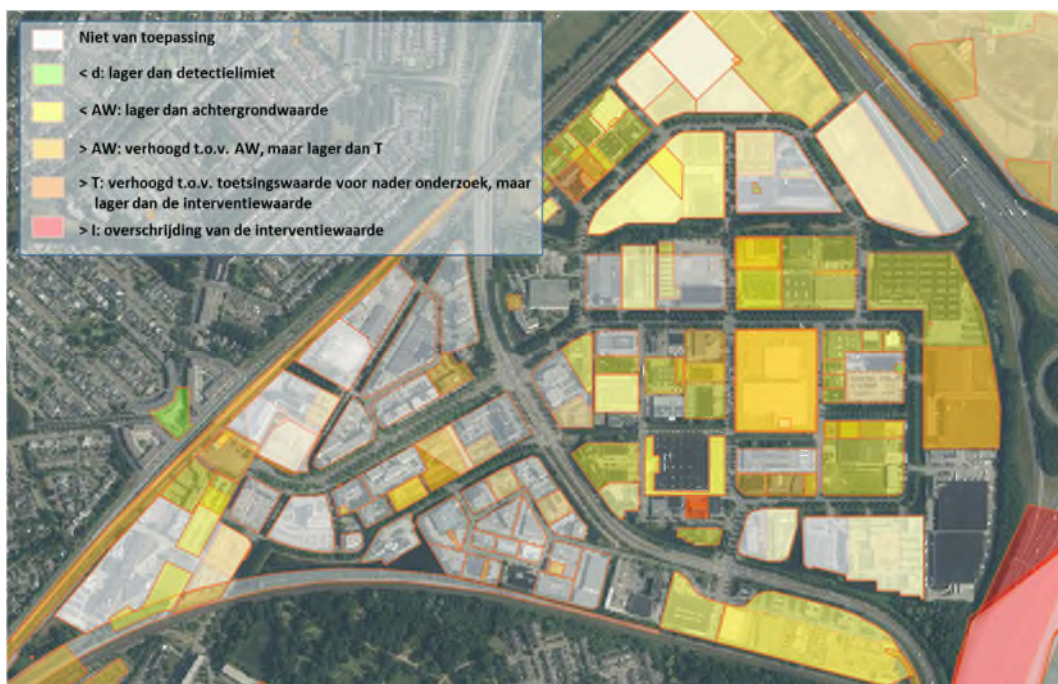 Niet van toepassing
< d: lager dan detectielimiet
< AW: lager dan achtergrondwaarde
> AW: verhoogd t.o.v. AW, maar lager dan T
> T: verhoogd t.o.v. toetsingswaarde voor nader onderzoek, maar
lager dan de interventiewaarde
> I: overschrijding van de interventiewaarde